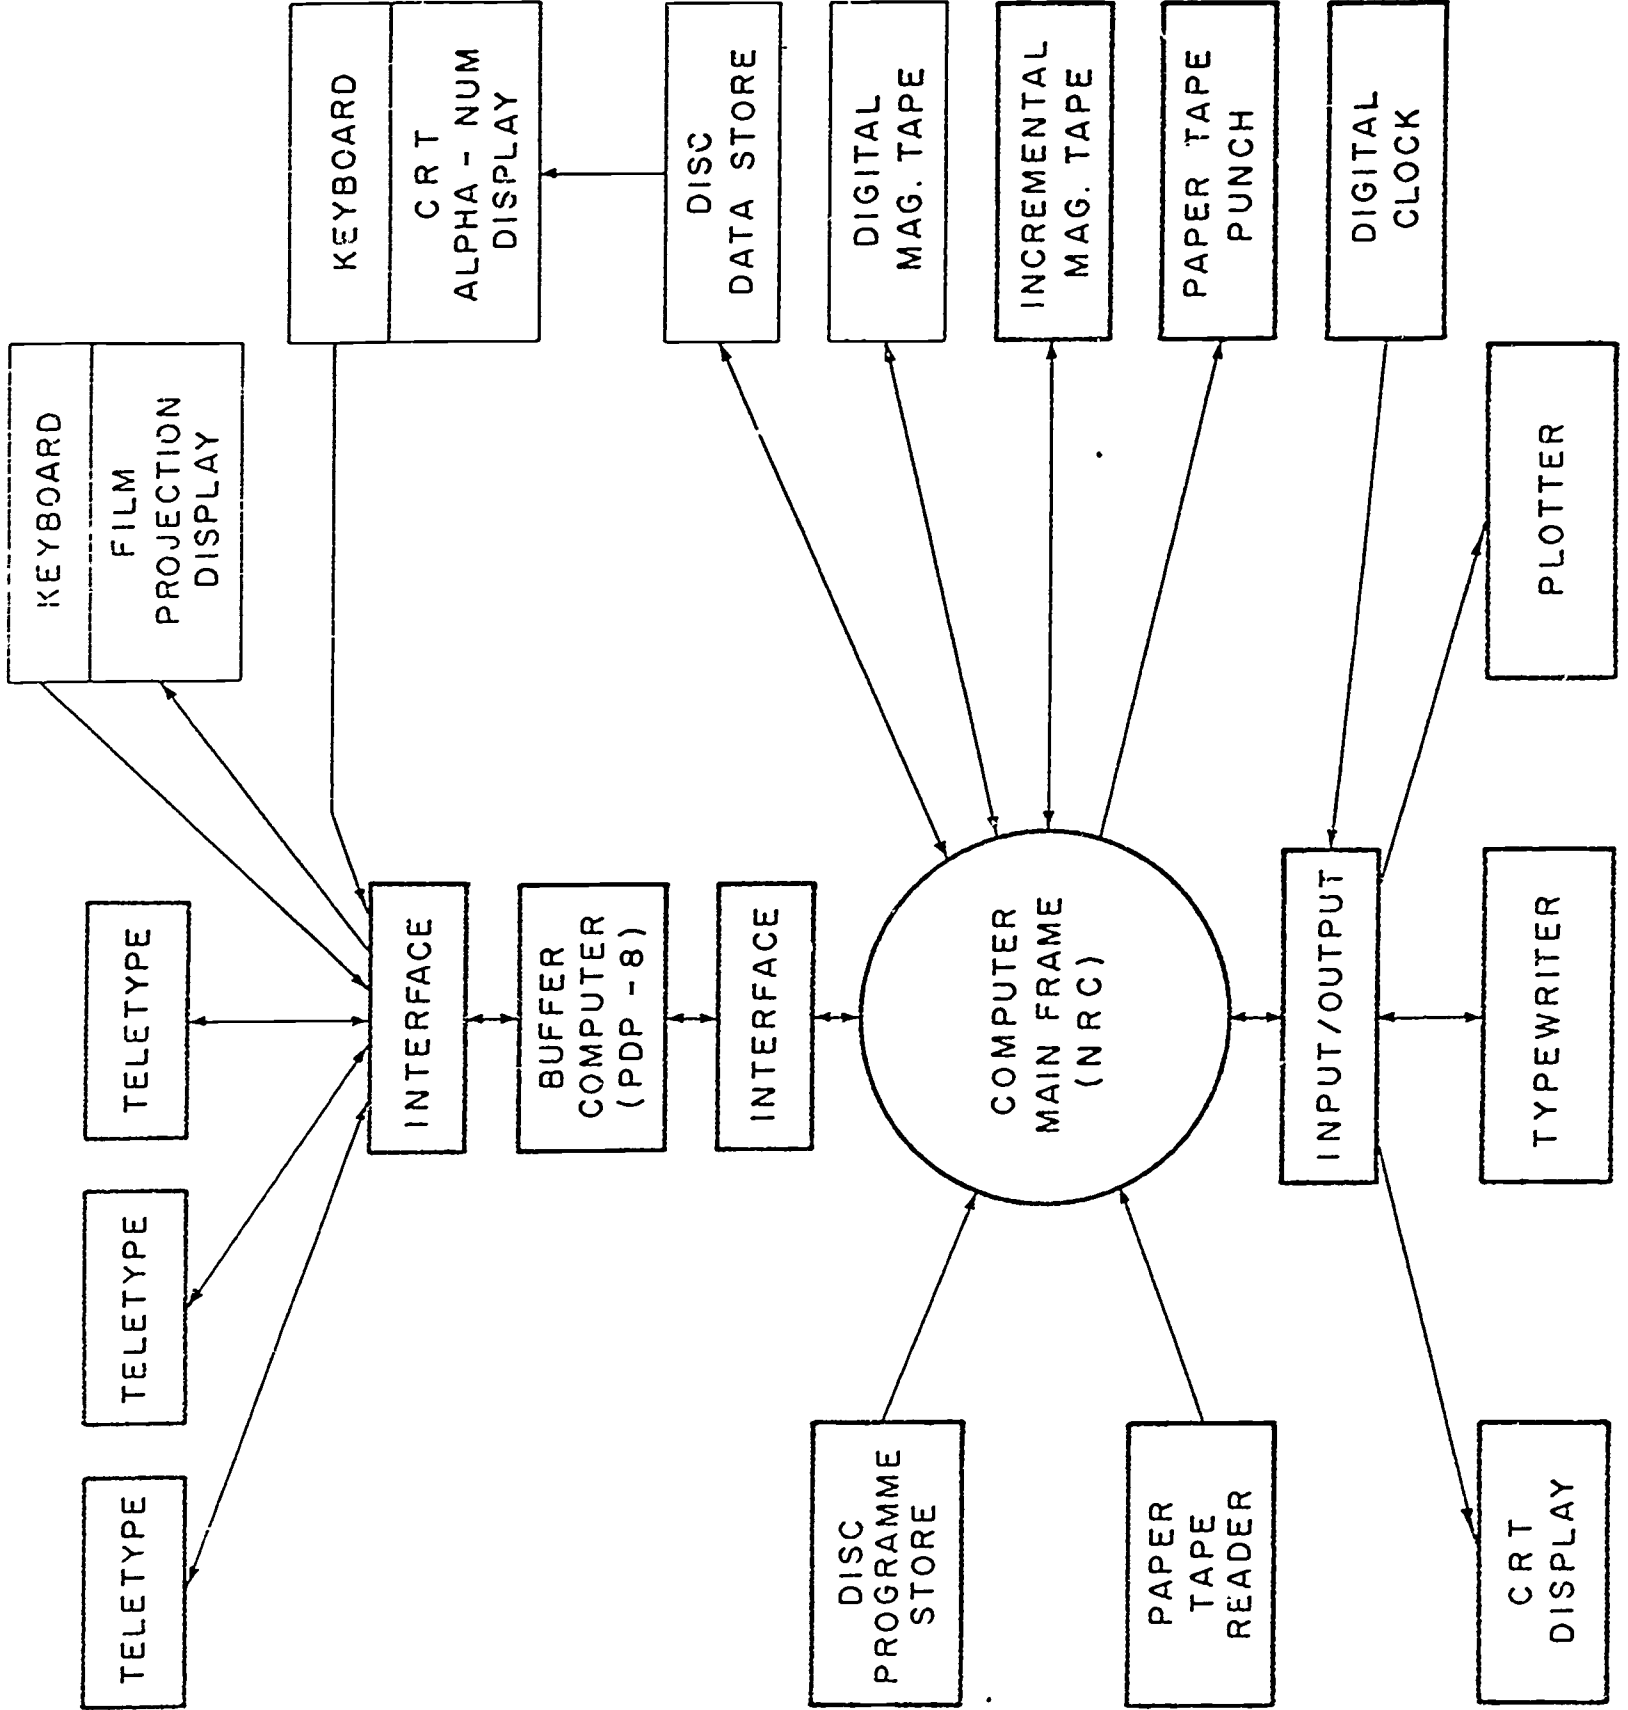 KEYBOARD
FILM
PROJECTION
DISPLAY
KEYBOARD
CRT
ALPHA - NUM
DISPLAY
TELETYPE
TELETYPE
TELETYPE
INTERFACE
BUFFER
COMPUTER
(PDP - 8)
INTERFACE
COMPUTER
MAIN FRAME
(NRC)
DISC
DATA STORE
DIGITAL
MAG. TAPE
INCREMENTAL
MAG. TAPE
PAPER TAPE
PUNCH
DIGITAL
CLOCK
DISC
PROGRAMME
STORE
PAPER
TAPE
READER
INPUT/OUTPUT
CRT
DISPLAY
TYPEWRITER
PLOTTER